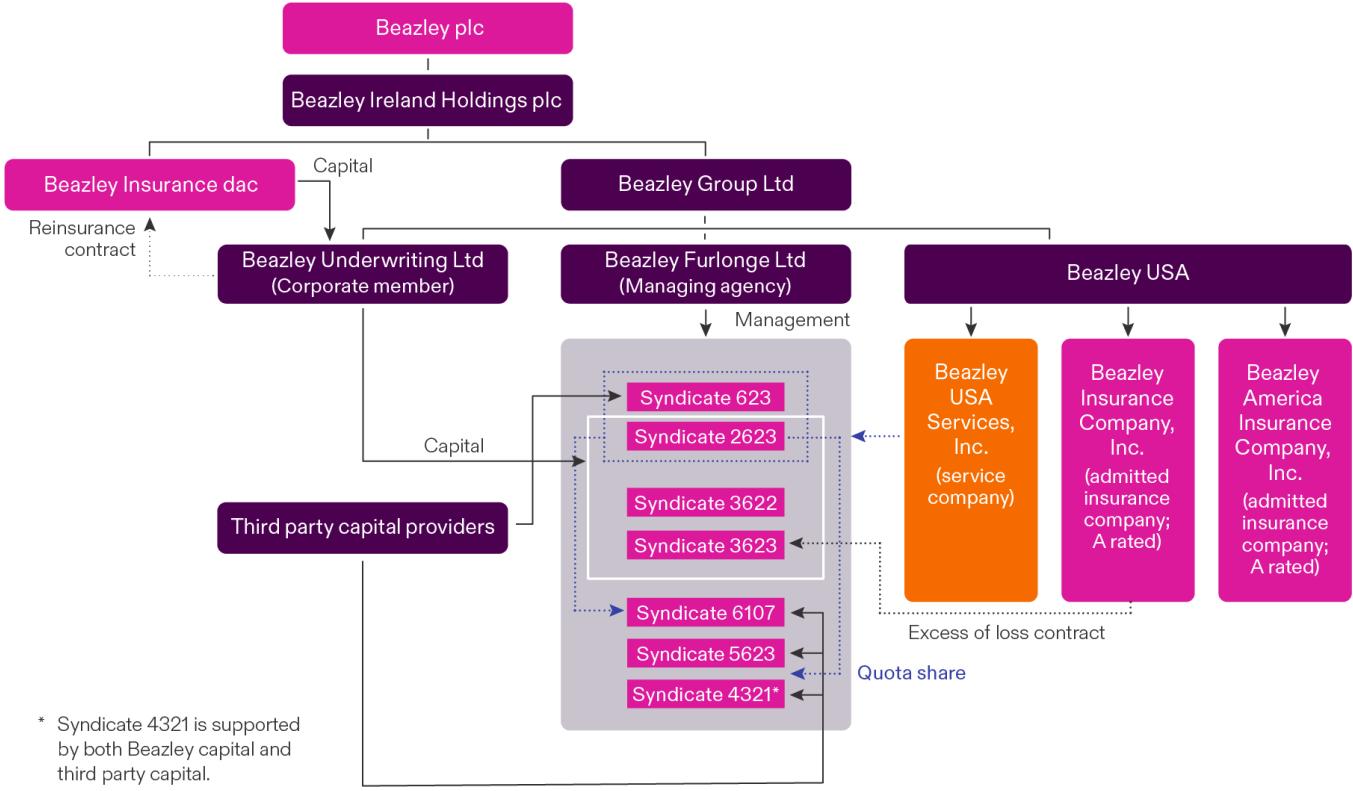 Beazley plc
Beazley Ireland Holdings plc
Beazley Insurance dac
Capital
Beazley Group Ltd
Reinsurance
contract
Beazley Underwriting Ltd
(Corporate member)
Beazley Furlonge Ltd
(Managing agency)
Beazley USA
Management
Syndicate 623
Syndicate 2623
Syndicate 3622
Syndicate 3623
Syndicate 6107
Syndicate 5623
Syndicate 4321*
Capital
Third party capital providers
Beazley
USA
Services,
Inc.
(service
company)
Beazley
Insurance
Company,
Inc.
(admitted
insurance
company;
A rated)
Beazley
America
Insurance
Company,
Inc.
(admitted
insurance
company;
A rated)
Excess of loss contract
Quota share
* Syndicate 4321 is supported
by both Beazley capital and
third party capital.